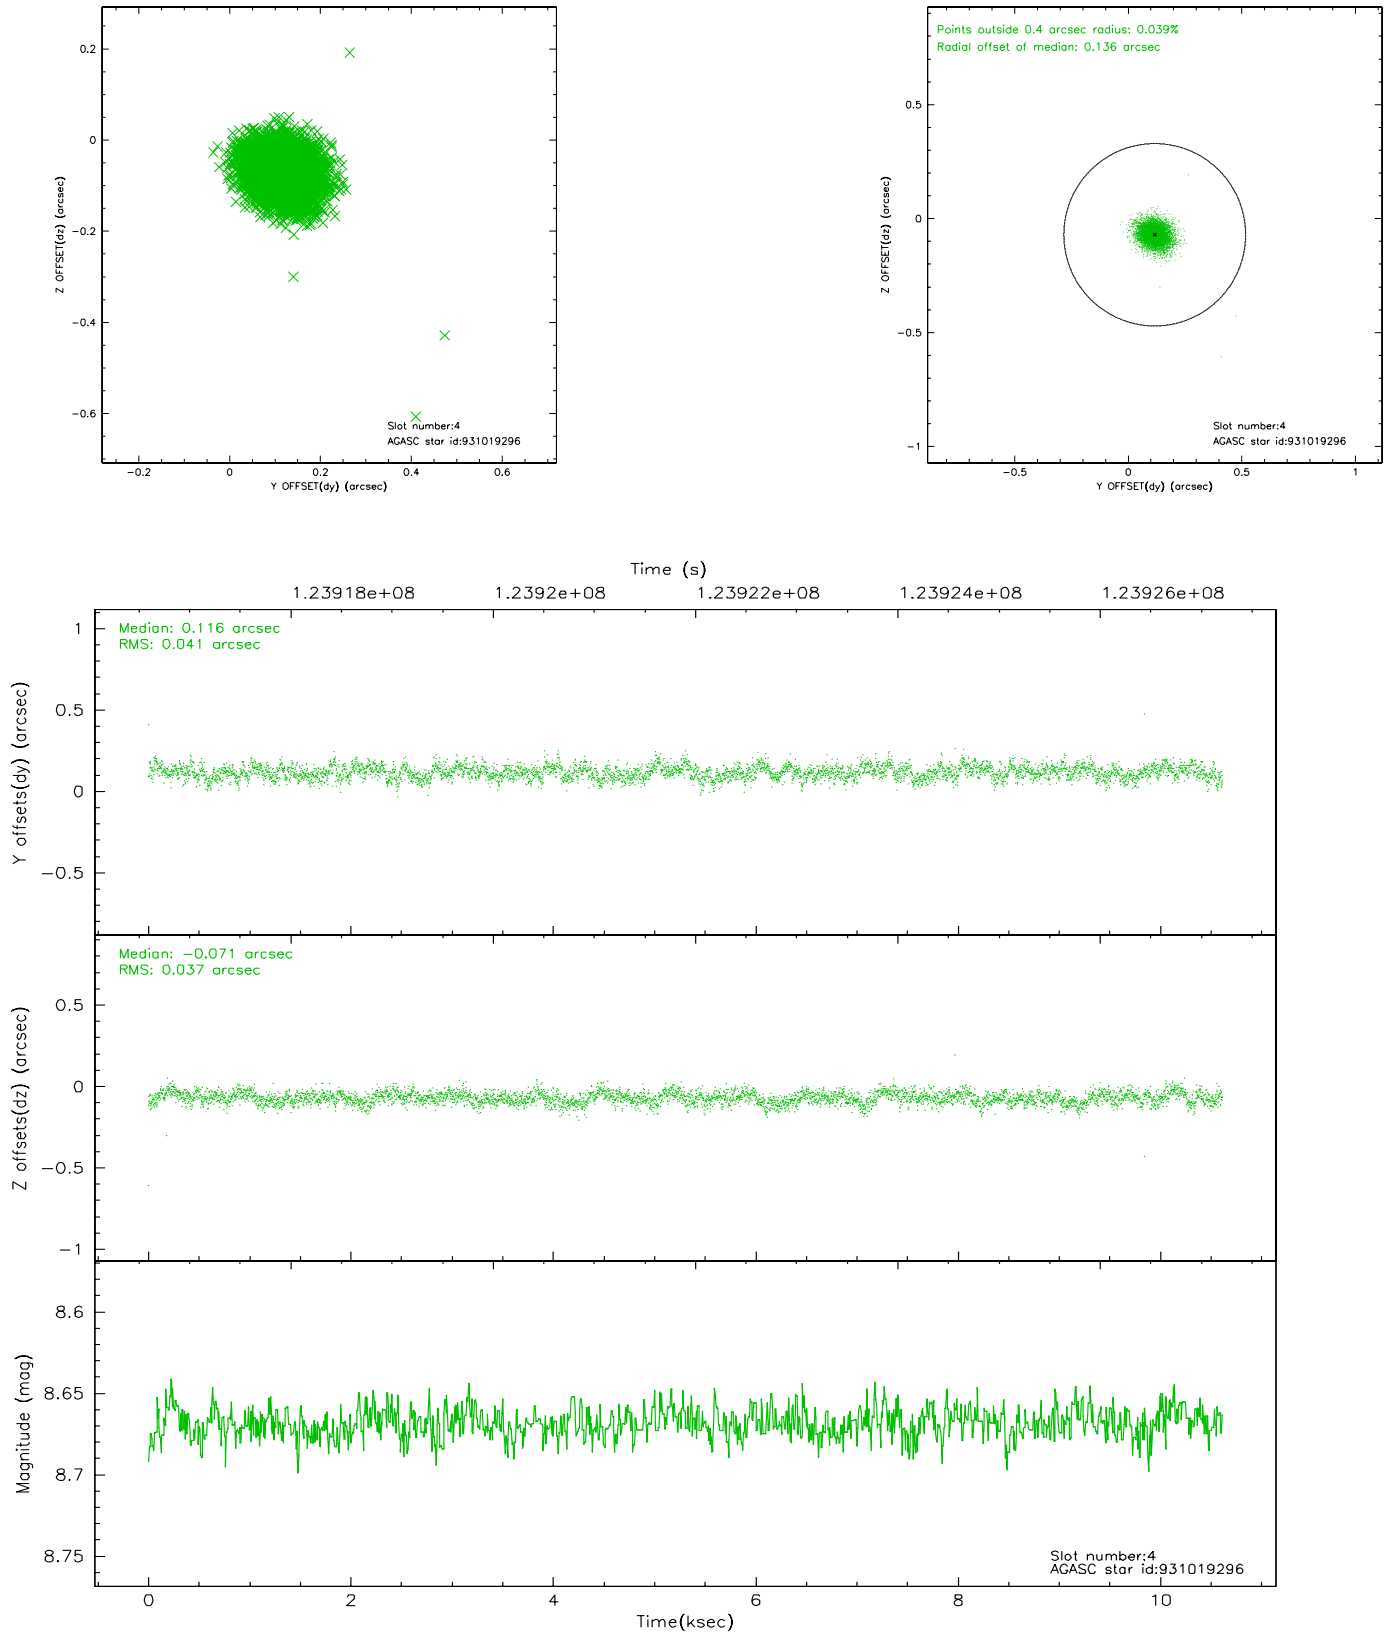 0.2
0
−0.2
−0.4
−0.6
Z OFFSET(dz) (arcsec)
−0.2 0 0.2 0.4 0.6
Y OFFSET(dy) (arcsec)
Slot number:4
AGASC star id:931019296
Points outside 0.4 arcsec radius: 0.039%
Radial offset of median: 0.136 arcsec
0.5
0
−0.5
−1
Z OFFSET(dz) (arcsec)
−0.5 0 0.5 1
Y OFFSET(dy) (arcsec)
Slot number:4
AGASC star id:931019296
Time (s)
1.23918e+08 1.2392e+08 1.23922e+08 1.23924e+08 1.23926e+08
Median: 0.116 arcsec
RMS: 0.041 arcsec
1
0.5
0
−0.5
Y offsets(dy) (arcsec)
Median: −0.071 arcsec
RMS: 0.037 arcsec
0.5
0
−0.5
−1
Z offsets(dz) (arcsec)
8.6
8.65
8.7
8.75
Magnitude (mag)
Slot number:4
AGASC star id:931019296
0 2 4 6 8 10
Time(ksec)